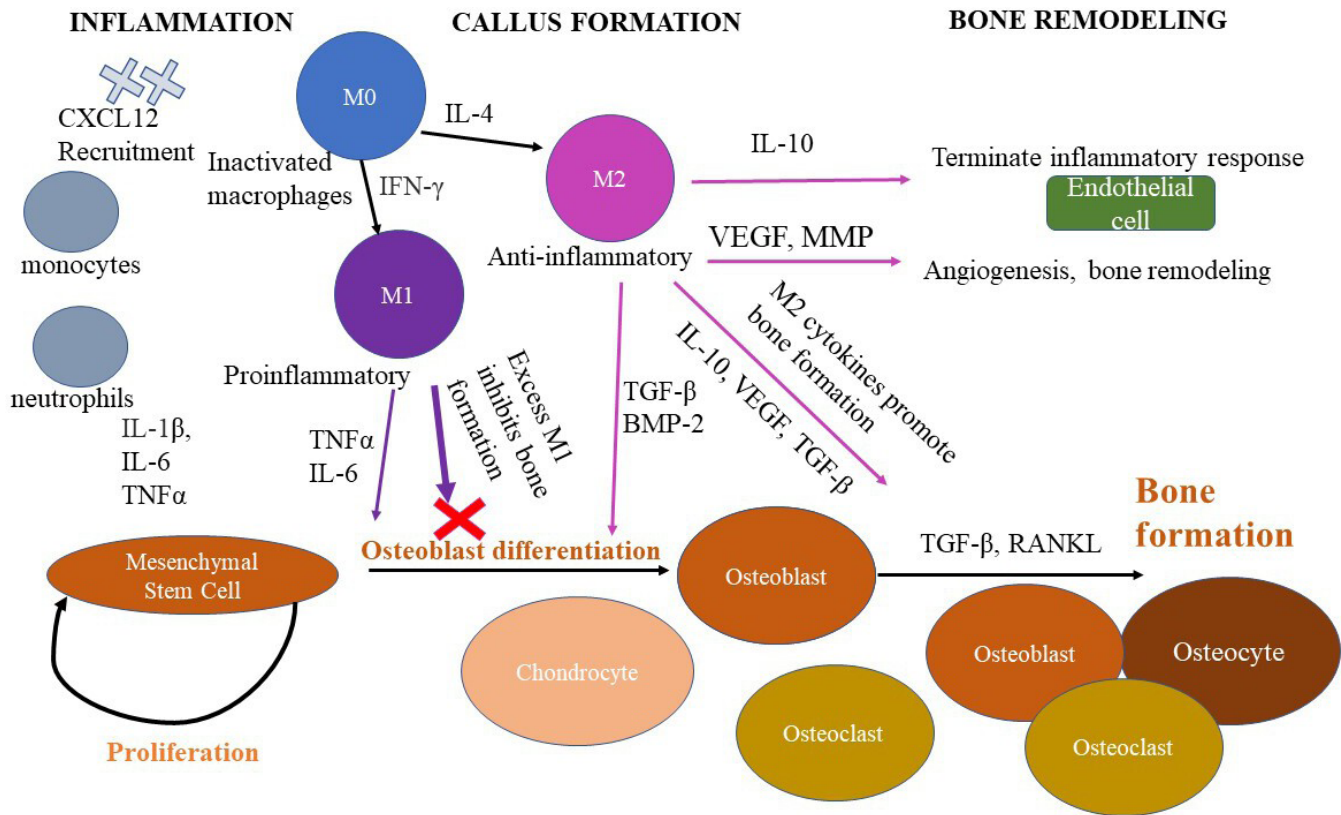 INFLAMMATION
CALLUS FORMATION
BONE REMODELING
CXCL12
Recruitment
monocytes
neutrophils
IL-1β,
IL-6
TNFα
M0
Inactivated
macrophages
IL-4
IFN-γ
M1
Proinflammatory
TNFα
IL-6
Excess M1
inhibits bone
formation
M2
Anti-inflammatory
IL-10
Terminate inflammatory response
Endothelial
cell
VEGF, MMP
Angiogenesis, bone remodeling
M2 cytokines promote
bone formation
IL-10, VEGF, TGF-β
TGF-β
BMP-2
Mesenchymal
Stem Cell
Proliferation
Osteoblast differentiation
Chondrocyte
Osteoblast
Osteoclast
TGF-β, RANKL
Bone
formation
Osteoblast
Osteocyte
Osteoclast